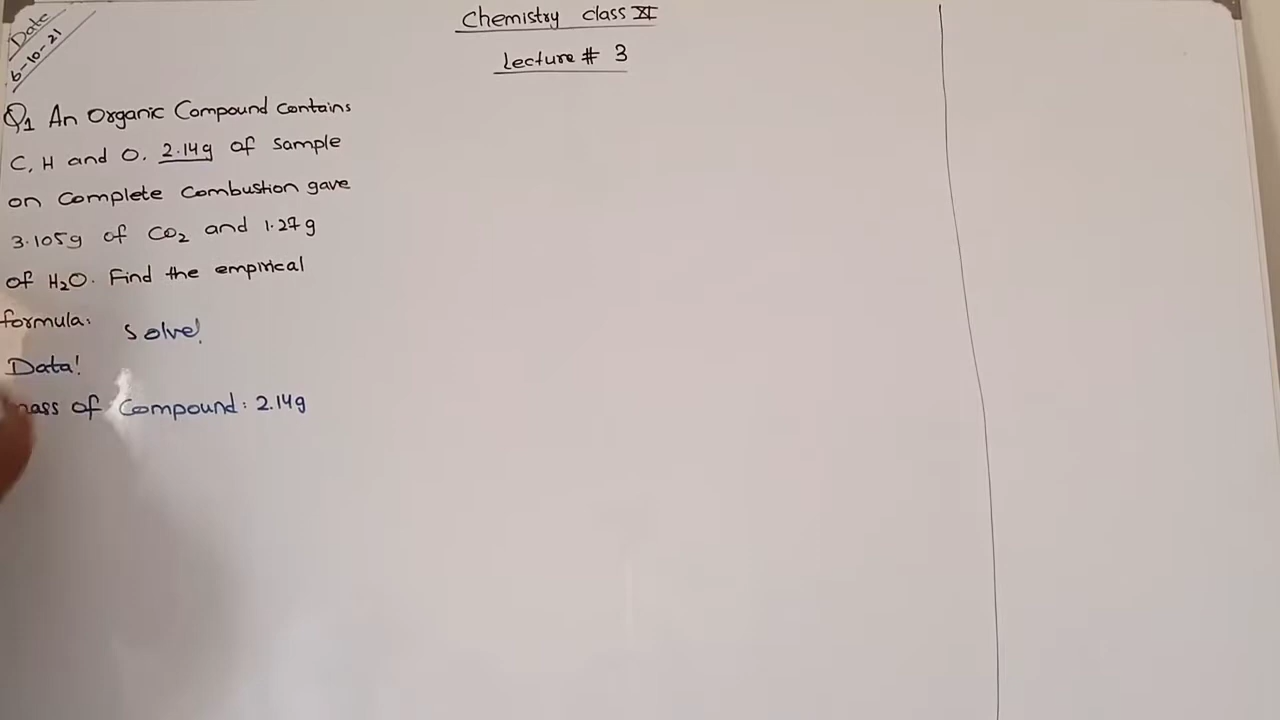 Date
6-10-21
Chemistry class XI
Lecture # 3
Q1 An Organic Compound contains
C, H and O. 2.14g of sample
on complete combustion gave
3.105g of CO₂ and 1.27g
of H₂O. Find the empirical
formula.
Solve!
Data!
mass of Compound: 2.14g